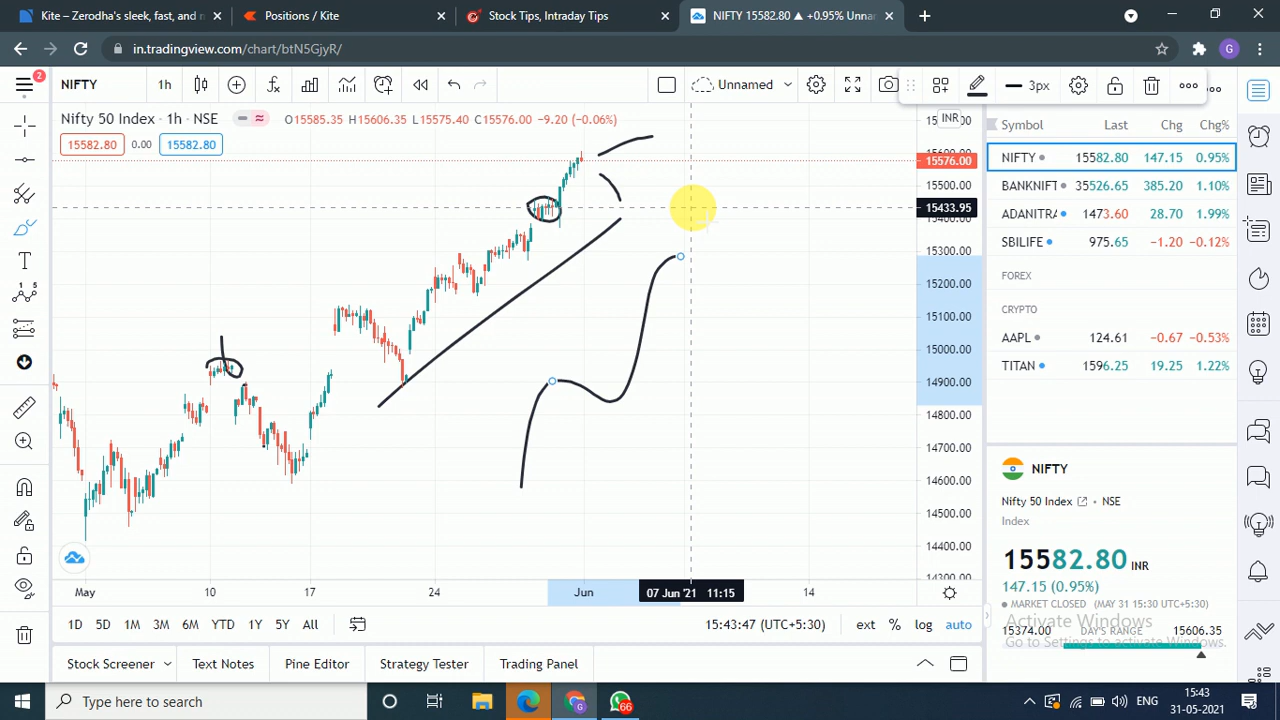 Kite – Zerodha's sleek, fast, and n
Positions / Kite
Stock Tips, Intraday Tips
NIFTY 15582.80 ▲ +0.95% Unna
in.tradingview.com/chart/btN5GjyR/
G
2
NIFTY
1h
Unnamed
3px
Nifty 50 Index · 1h · NSE
O15585.35 H15606.35 L15575.40 C15576.00 -9.20 (-0.06%)
INR
15582.80
0.00
15582.80
15576.00
15500.00
15433.95
15300.00
15200.00
15100.00
15000.00
14900.00
14800.00
14700.00
14600.00
14500.00
14400.00
14300.00
May
10
17
24
Jun
07 Jun '21 11:15
14
1D 5D 1M 3M 6M YTD 1Y 5Y All
15:43:47 (UTC+5:30)
ext % log auto
Stock Screener
Text Notes
Pine Editor
Strategy Tester
Trading Panel
Symbol Last Chg Chg%
NIFTY 15582.80 147.15 0.95%
BANKNIFT 35526.65 385.20 1.10%
ADANITRA 1473.60 28.70 1.99%
SBILIFE 975.65 -1.20 -0.12%
FOREX
CRYPTO
AAPL 124.61 -0.67 -0.53%
TITAN 1596.25 19.25 1.22%
NIFTY
Nifty 50 Index · NSE
Index
15582.80 INR
147.15 (0.95%)
MARKET CLOSED (MAY 31 15:30 UTC+5:30)
Activate Windows
15374.00 DAY'S RANGE 15606.35
Go to Settings to activate Windows.
Type here to search
66
ENG
15:43
31-05-2021